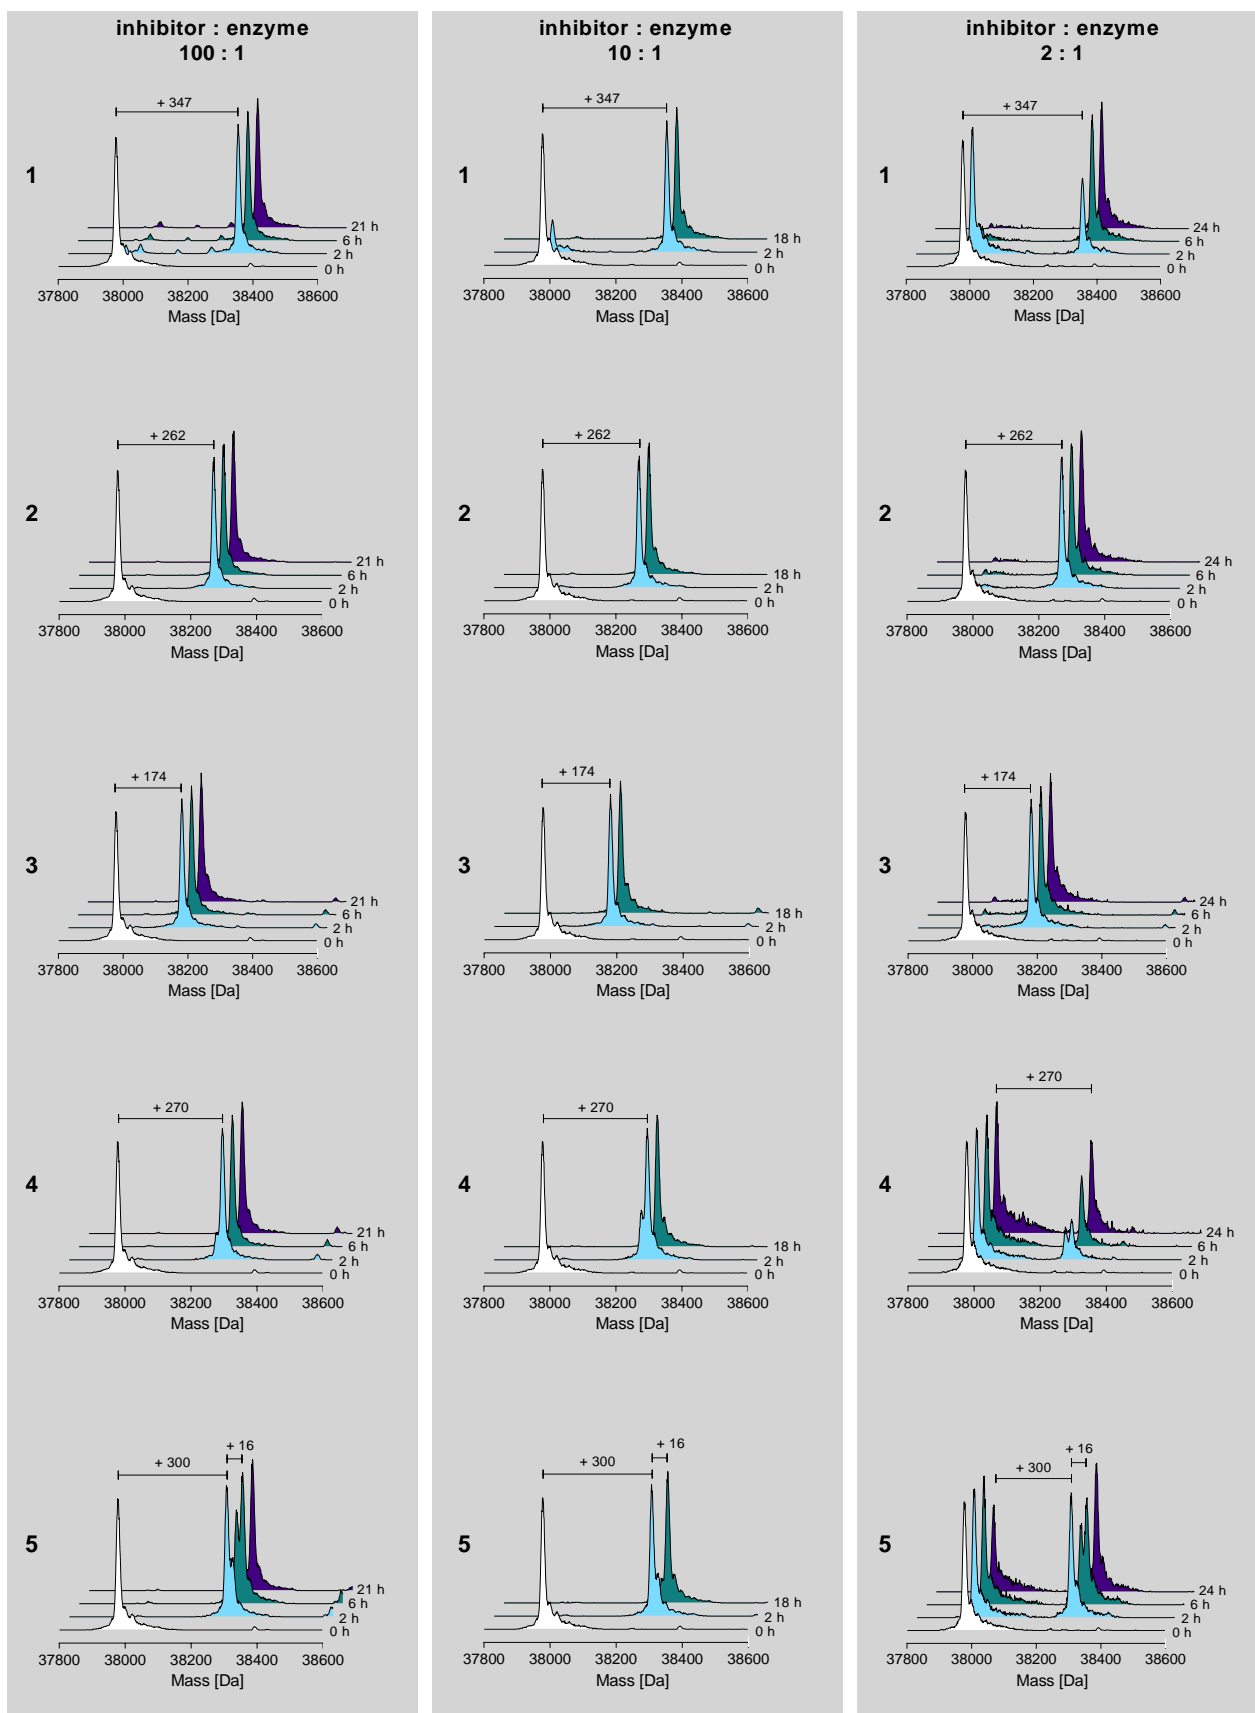 inhibitor : enzyme
100 : 1
+ 347
1
21 h
6 h
2 h
0 h
37800 38000 38200 38400 38600
Mass [Da]
+ 262
2
21 h
6 h
2 h
0 h
37800 38000 38200 38400 38600
Mass [Da]
+ 174
3
21 h
6 h
2 h
0 h
37800 38000 38200 38400 38600
Mass [Da]
+ 270
4
21 h
6 h
2 h
0 h
37800 38000 38200 38400 38600
Mass [Da]
+ 16
+ 300
5
21 h
6 h
2 h
0 h
37800 38000 38200 38400 38600
Mass [Da]
inhibitor : enzyme
10 : 1
+ 347
1
18 h
2 h
0 h
37800 38000 38200 38400 38600
Mass [Da]
+ 262
2
18 h
2 h
0 h
37800 38000 38200 38400 38600
Mass [Da]
+ 174
3
18 h
2 h
0 h
37800 38000 38200 38400 38600
Mass [Da]
+ 270
4
18 h
2 h
0 h
37800 38000 38200 38400 38600
Mass [Da]
+ 16
+ 300
5
18 h
2 h
0 h
37800 38000 38200 38400 38600
Mass [Da]
inhibitor : enzyme
2 : 1
+ 347
1
24 h
6 h
2 h
0 h
37800 38000 38200 38400 38600
Mass [Da]
+ 262
2
24 h
6 h
2 h
0 h
37800 38000 38200 38400 38600
Mass [Da]
+ 174
3
24 h
6 h
2 h
0 h
37800 38000 38200 38400 38600
Mass [Da]
+ 270
4
24 h
6 h
2 h
0 h
37800 38000 38200 38400 38600
Mass [Da]
+ 16
+ 300
5
24 h
6 h
2 h
0 h
37800 38000 38200 38400 38600
Mass [Da]